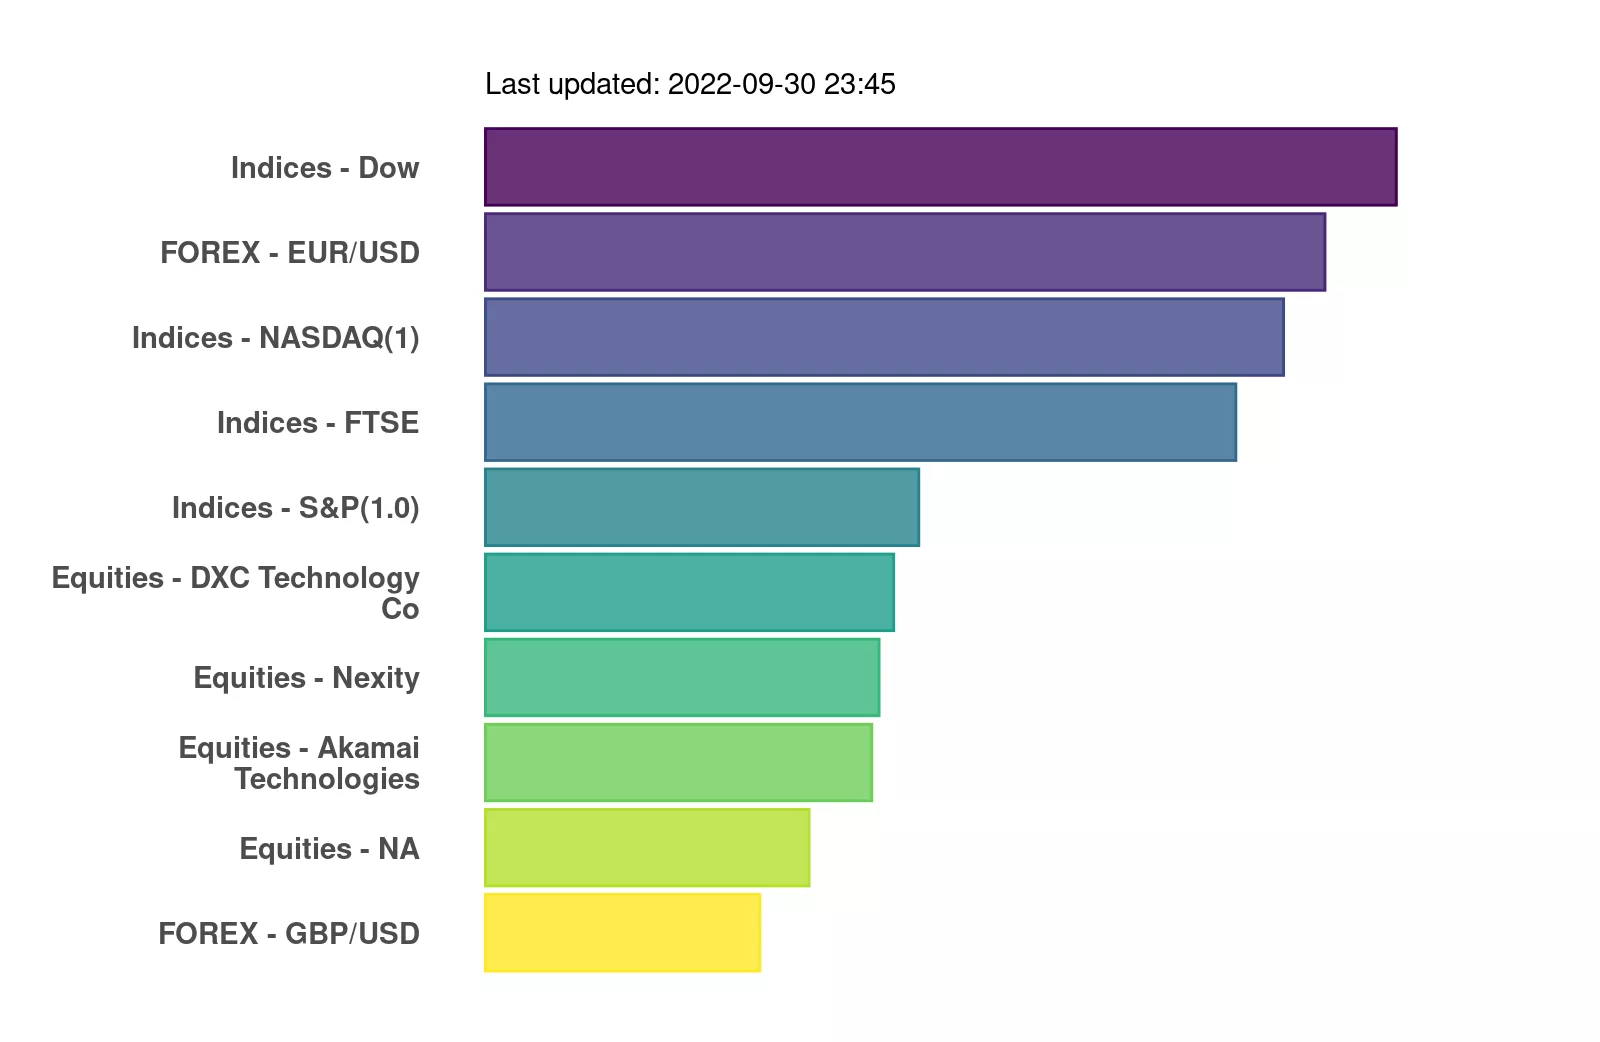 Last updated: 2022-09-30 23:45
Indices - Dow
FOREX - EUR/USD
Indices - NASDAQ(1)
Indices - FTSE
Indices - S&P(1.0)
Equities - DXC Technology
Co
Equities - Nexity
Equities - Akamai
Technologies
Equities - NA
FOREX - GBP/USD